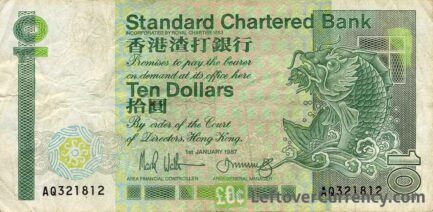 Standard Chartered Bank
INCORPORATED BY ROYAL CHARTER 1853
香港渣打銀行
Promises to pay the bearer
on demand at its office here
Ten Dollars
拾圓
By order of the Court
of Directors, Hong Kong.
1st JANUARY 1987
AREA FINANCIAL CONTROLLER
AREA GENERAL MANAGER
10
AQ321812
AQ321812
10
Leftovercurrency.com